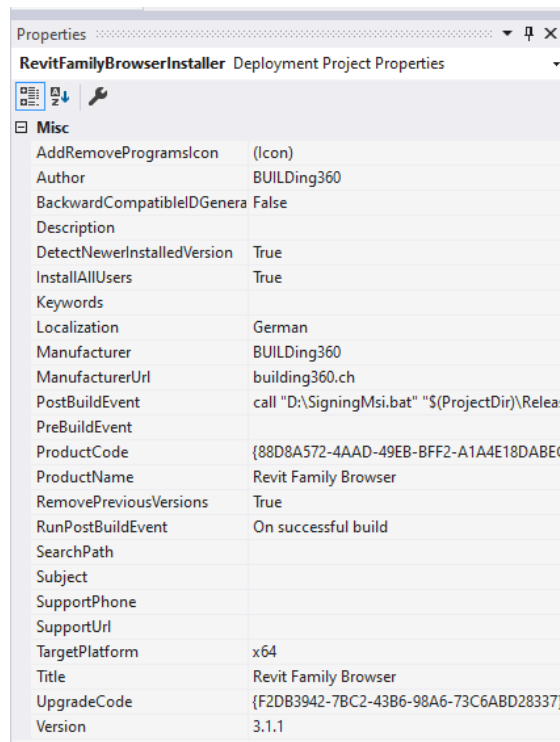 Properties
RevitFamilyBrowserInstaller Deployment Project Properties
Misc
AddRemoveProgramsIcon (Icon)
Author BUILDing360
BackwardCompatibleIDGenera False
Description
DetectNewerInstalledVersion True
InstallAllUsers True
Keywords
Localization German
Manufacturer BUILDing360
ManufacturerUrl building360.ch
PostBuildEvent call "D:\SigningMsi.bat" "$(ProjectDir)\Relea
PreBuildEvent
ProductCode {88D8A572-4AAD-49EB-BFF2-A1A4E18DABE
ProductName Revit Family Browser
RemovePreviousVersions True
RunPostBuildEvent On successful build
SearchPath
Subject
SupportPhone
SupportUrl
TargetPlatform x64
Title Revit Family Browser
UpgradeCode {F2DB3942-7BC2-43B6-98A6-73C6ABD28337}
Version 3.1.1